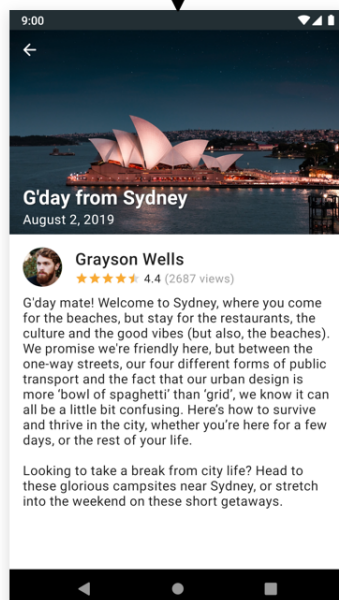 9:00
G'day from Sydney
August 2, 2019
Grayson Wells
4.4 (2687 views)
G'day mate! Welcome to Sydney, where you come
for the beaches, but stay for the restaurants, the
culture and the good vibes (but also, the beaches).
We promise we're friendly here, but between the
one-way streets, our four different forms of public
transport and the fact that our urban design is
more ‘bowl of spaghetti’ than ‘grid’, we know it can
all be a little bit confusing. Here’s how to survive
and thrive in the city, whether you’re here for a few
days, or the rest of your life.
Looking to take a break from city life? Head to
these glorious campsites near Sydney, or stretch
into the weekend on these short getaways.